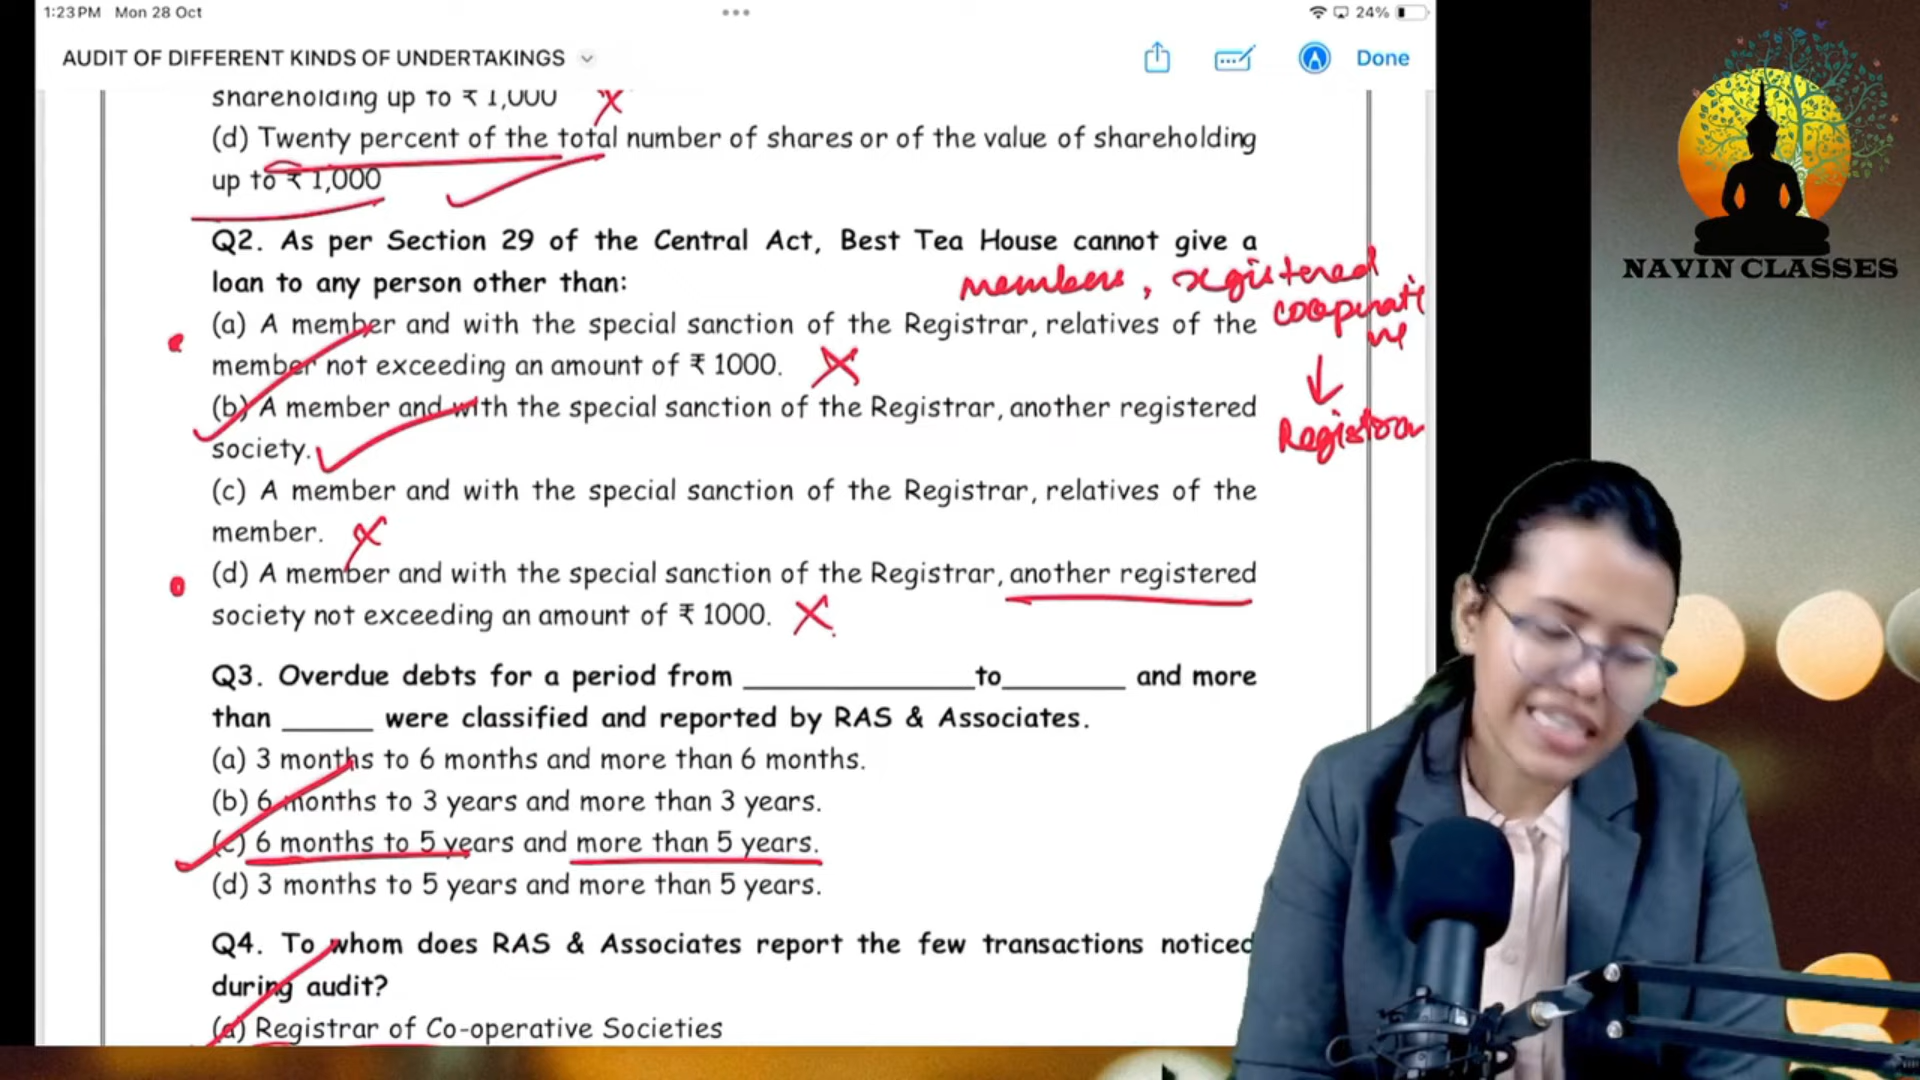 1:23 PM Mon 28 Oct
24%
AUDIT OF DIFFERENT KINDS OF UNDERTAKINGS
Done
shareholding up to ₹ 1,000
(d) Twenty percent of the total number of shares or of the value of shareholding
up to ₹ 1,000
Q2. As per Section 29 of the Central Act, Best Tea House cannot give a
loan to any person other than:
members, registered
cooperati
ve
Registrar
(a) A member and with the special sanction of the Registrar, relatives of the
member not exceeding an amount of ₹ 1000.
(b) A member and with the special sanction of the Registrar, another registered
society.
(c) A member and with the special sanction of the Registrar, relatives of the
member.
(d) A member and with the special sanction of the Registrar, another registered
society not exceeding an amount of ₹ 1000.
Q3. Overdue debts for a period from ____________to________ and more
than ______ were classified and reported by RAS & Associates.
(a) 3 months to 6 months and more than 6 months.
(b) 6 months to 3 years and more than 3 years.
(c) 6 months to 5 years and more than 5 years.
(d) 3 months to 5 years and more than 5 years.
Q4. To whom does RAS & Associates report the few transactions noticed
during audit?
(a) Registrar of Co-operative Societies
NAVIN CLASSES